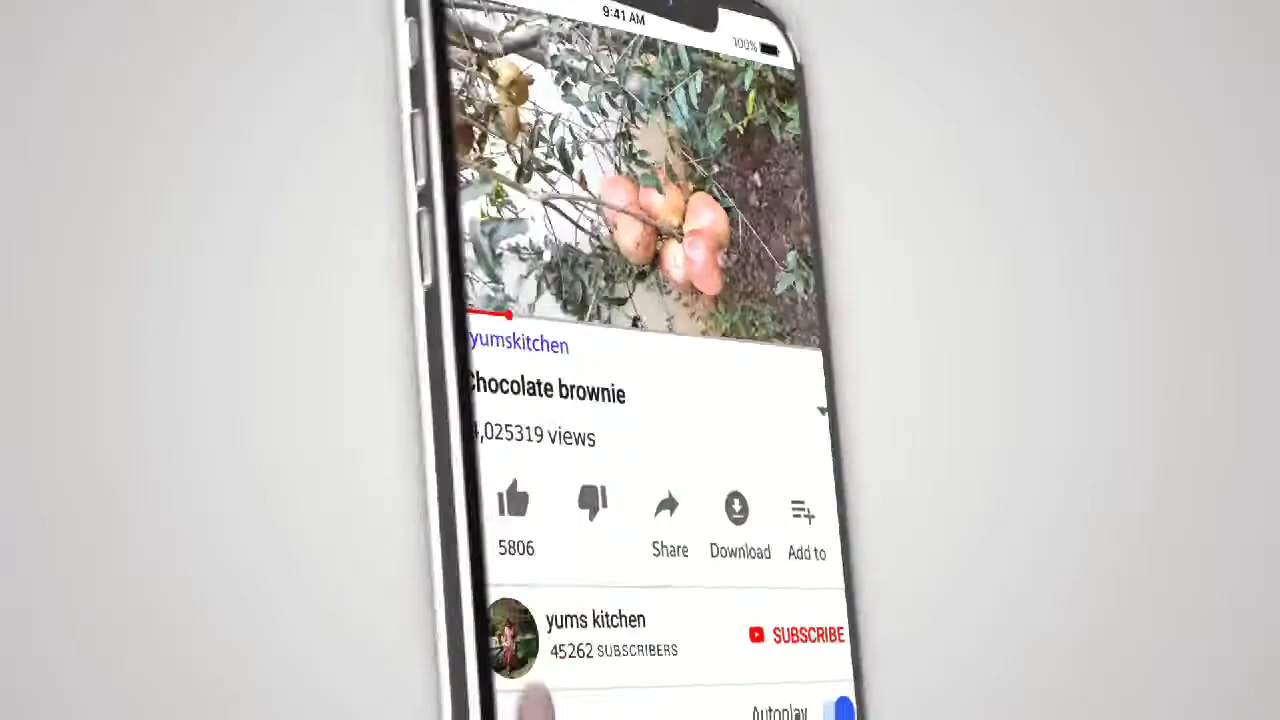 9:41 AM
100%
yumskitchen
Chocolate brownie
,025319 views
5806
Share
Download
Add to
yums kitchen
45262 SUBSCRIBERS
SUBSCRIBE
Autoplay